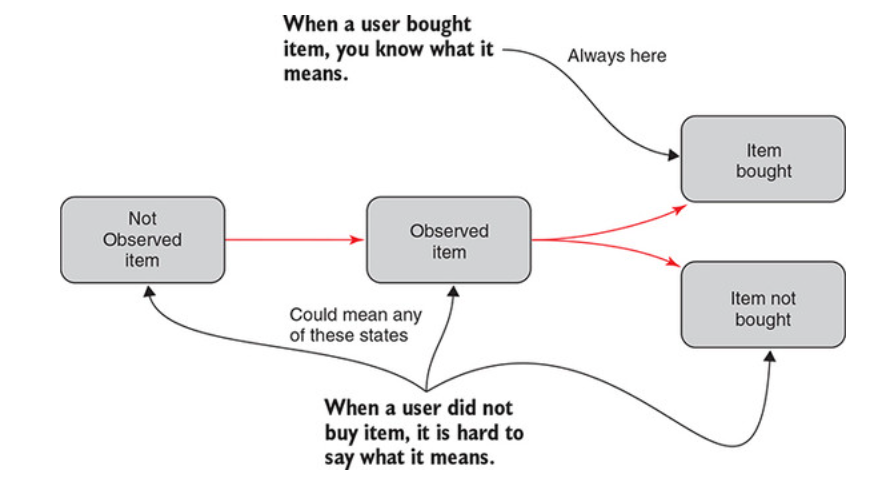 When a user bought
item, you know what it
means.
Always here
Item
bought
Not
Observed
item
Observed
item
Item not
bought
Could mean any
of these states
When a user did not
buy item, it is hard to
say what it means.